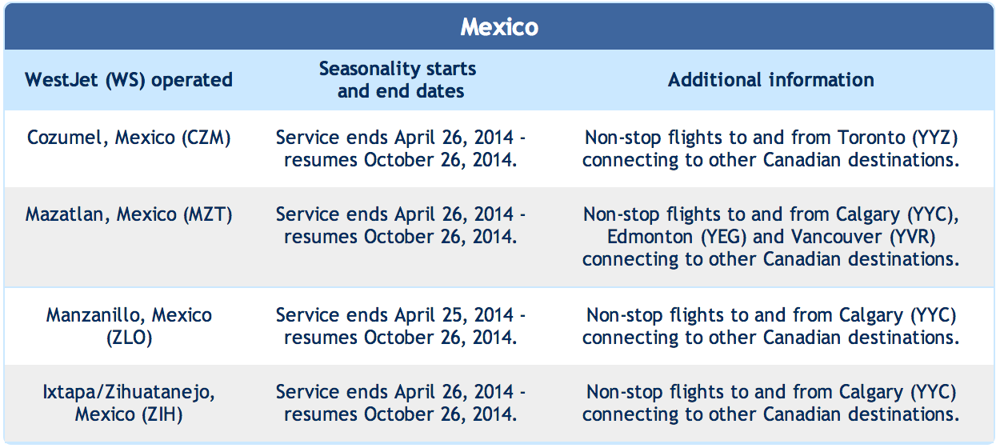 Mexico
WestJet (WS) operated
Seasonality starts
and end dates
Additional information
Cozumel, Mexico (CZM)
Service ends April 26, 2014 -
resumes October 26, 2014.
Non-stop flights to and from Toronto (YYZ)
connecting to other Canadian destinations.
Mazatlan, Mexico (MZT)
Service ends April 26, 2014 -
resumes October 26, 2014.
Non-stop flights to and from Calgary (YYC),
Edmonton (YEG) and Vancouver (YVR)
connecting to other Canadian destinations.
Manzanillo, Mexico
(ZLO)
Service ends April 25, 2014 -
resumes October 26, 2014.
Non-stop flights to and from Calgary (YYC)
connecting to other Canadian destinations.
Ixtapa/Zihuatanejo,
Mexico (ZIH)
Service ends April 26, 2014 -
resumes October 26, 2014.
Non-stop flights to and from Calgary (YYC)
connecting to other Canadian destinations.